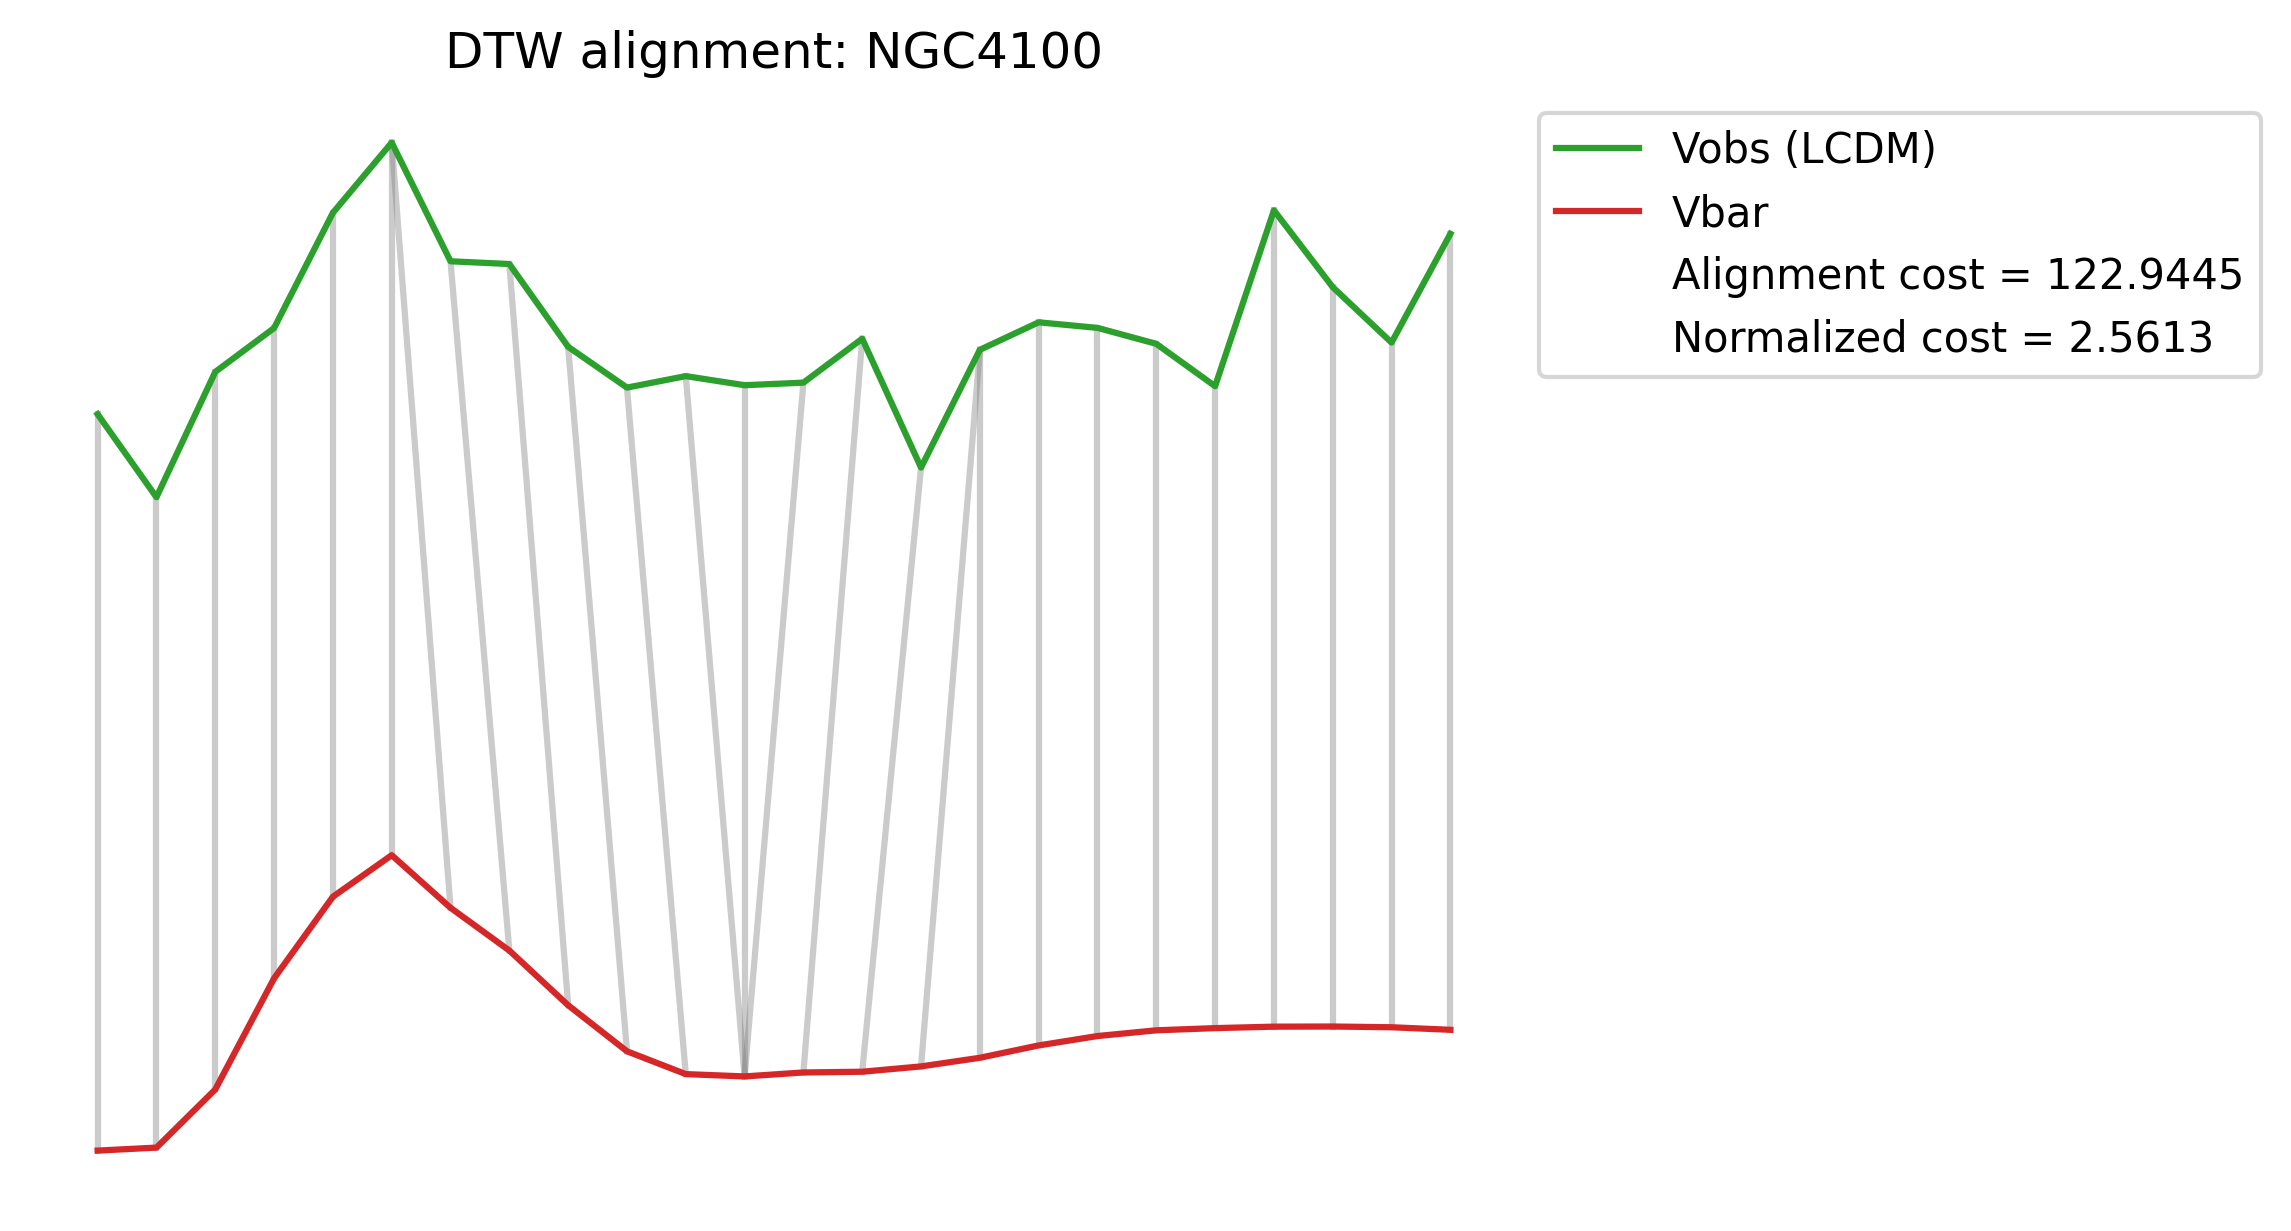 DTW alignment: NGC4100
Vobs (LCDM)
Vbar
Alignment cost = 122.9445
Normalized cost = 2.5613